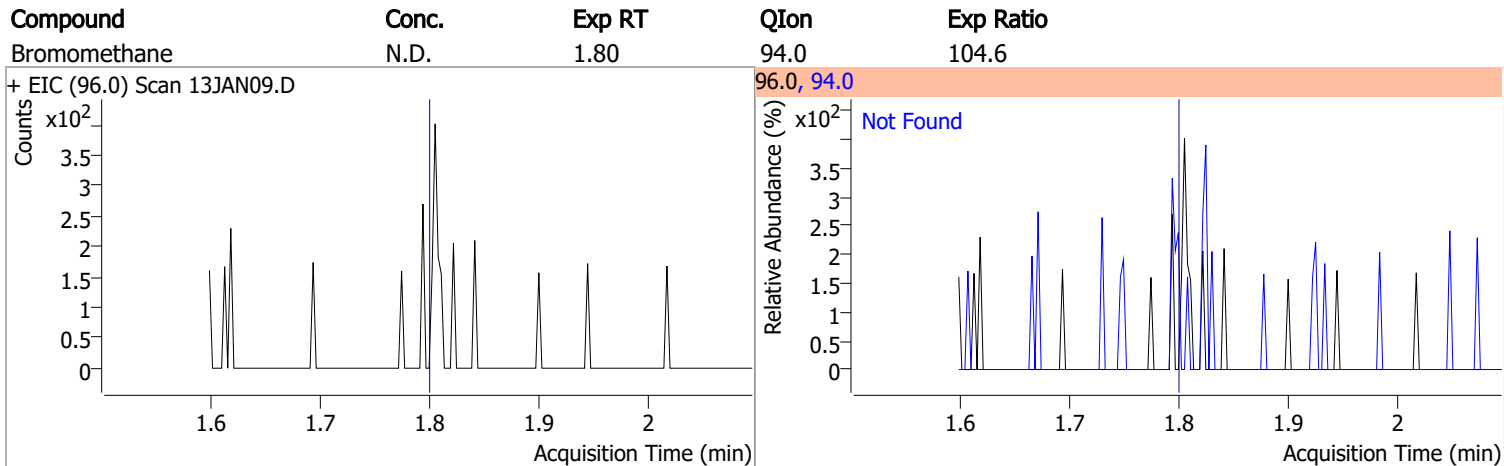 Compound Conc. Exp RT QIon Exp Ratio
Bromomethane N.D. 1.80 94.0 104.6
+ EIC (96.0) Scan 13JAN09.D
Counts
x10²
3.5
3
2.5
2
1.5
1
0.5
0
1.6 1.7 1.8 1.9 2
Acquisition Time (min)
96.0, 94.0
Relative Abundance (%)
x10²
Not Found
3.5
3
2.5
2
1.5
1
0.5
0
1.6 1.7 1.8 1.9 2
Acquisition Time (min)